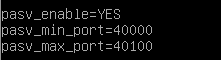 pasv_enable=YES
pasv_min_port=40000
pasv_max_port=40100